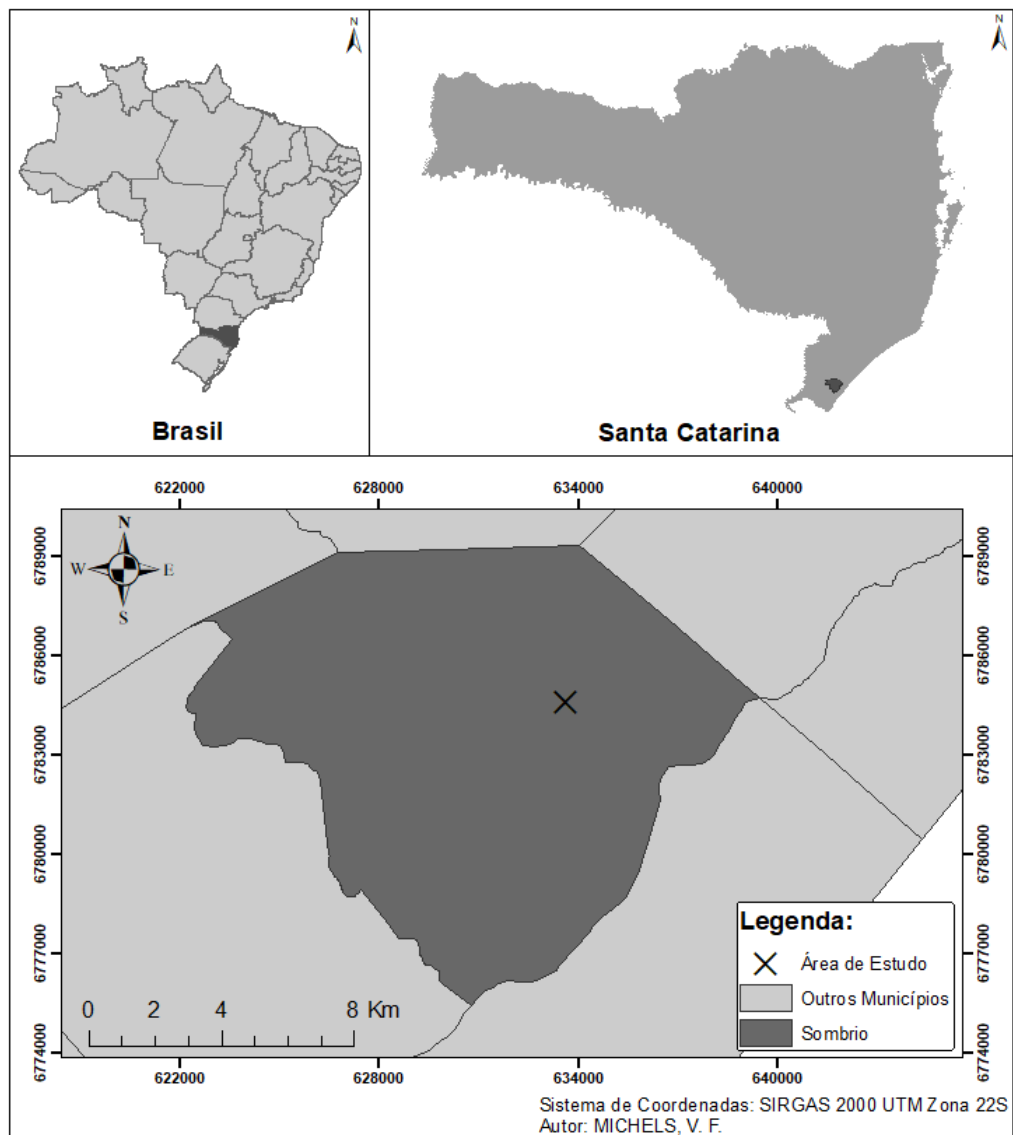 N
N
Brasil
Santa Catarina
622000 628000 634000 640000
N
W E
S
6789000 6789000
6786000 6786000
6783000 6783000
6780000 6780000
6777000 6777000
6774000 6774000
Legenda:
Área de Estudo
Outros Municípios
Sombrio
0 2 4 8 Km
622000 628000 634000 640000
Sistema de Coordenadas: SIRGAS 2000 UTM Zona 22S
Autor: MICHELS, V. F.